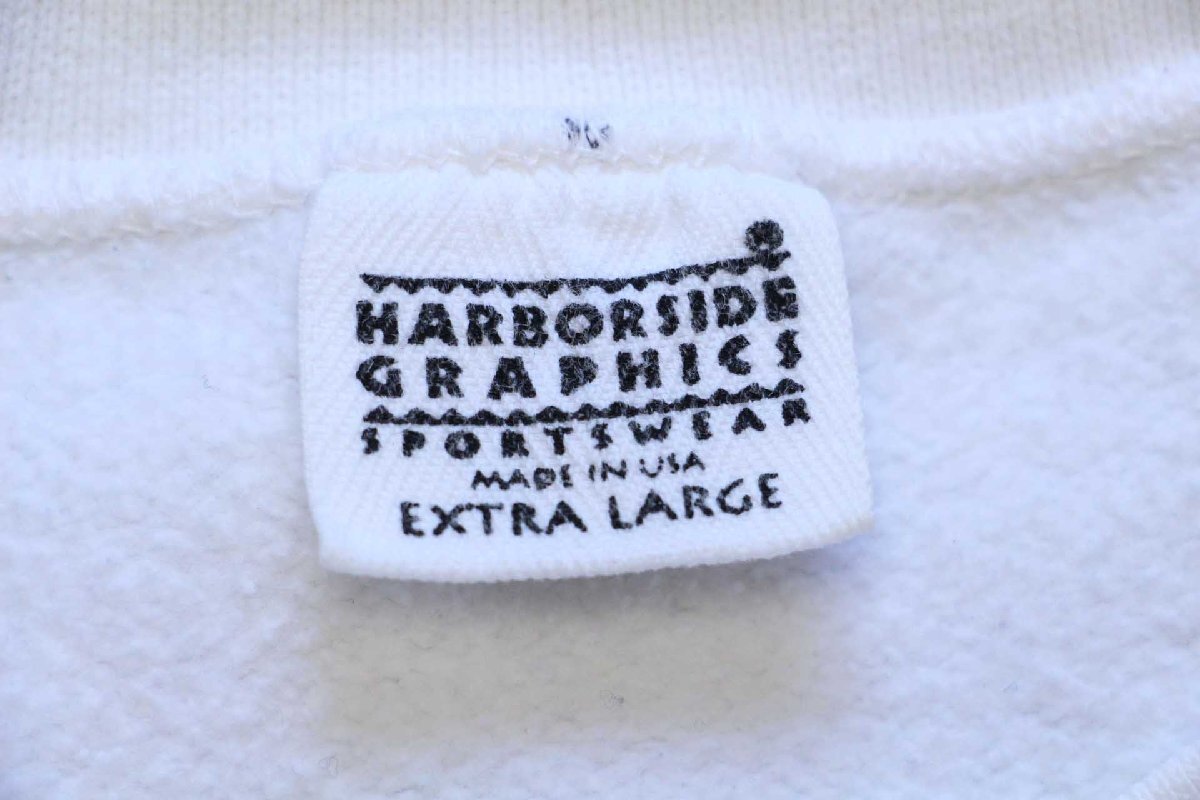 HARBORSIDE
GRAPHICS
SPORTSWEAR
MADE IN USA
EXTRA LARGE